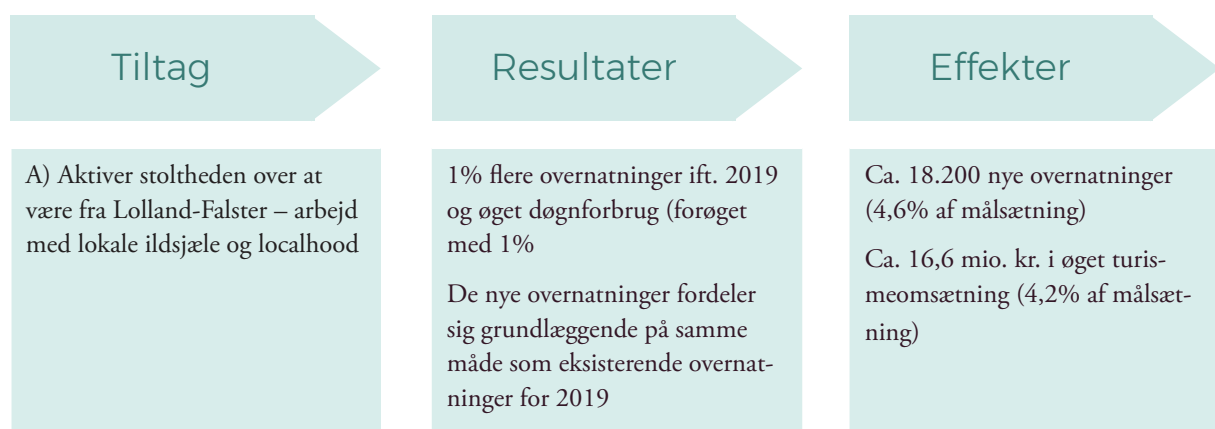 Tiltag
Resultater
Effekter
A) Aktiver stoltheden over at
være fra Lolland-Falster – arbejd
med lokale ildsjæle og localhood
1% flere overnatninger ift. 2019
og øget døgnforbrug (forøget
med 1%
De nye overnatninger fordeler
sig grundlæggende på samme
måde som eksisterende overnat-
ninger for 2019
Ca. 18.200 nye overnatninger
(4,6% af målsætning)
Ca. 16,6 mio. kr. i øget turis-
meomsætning (4,2% af målsæt-
ning)